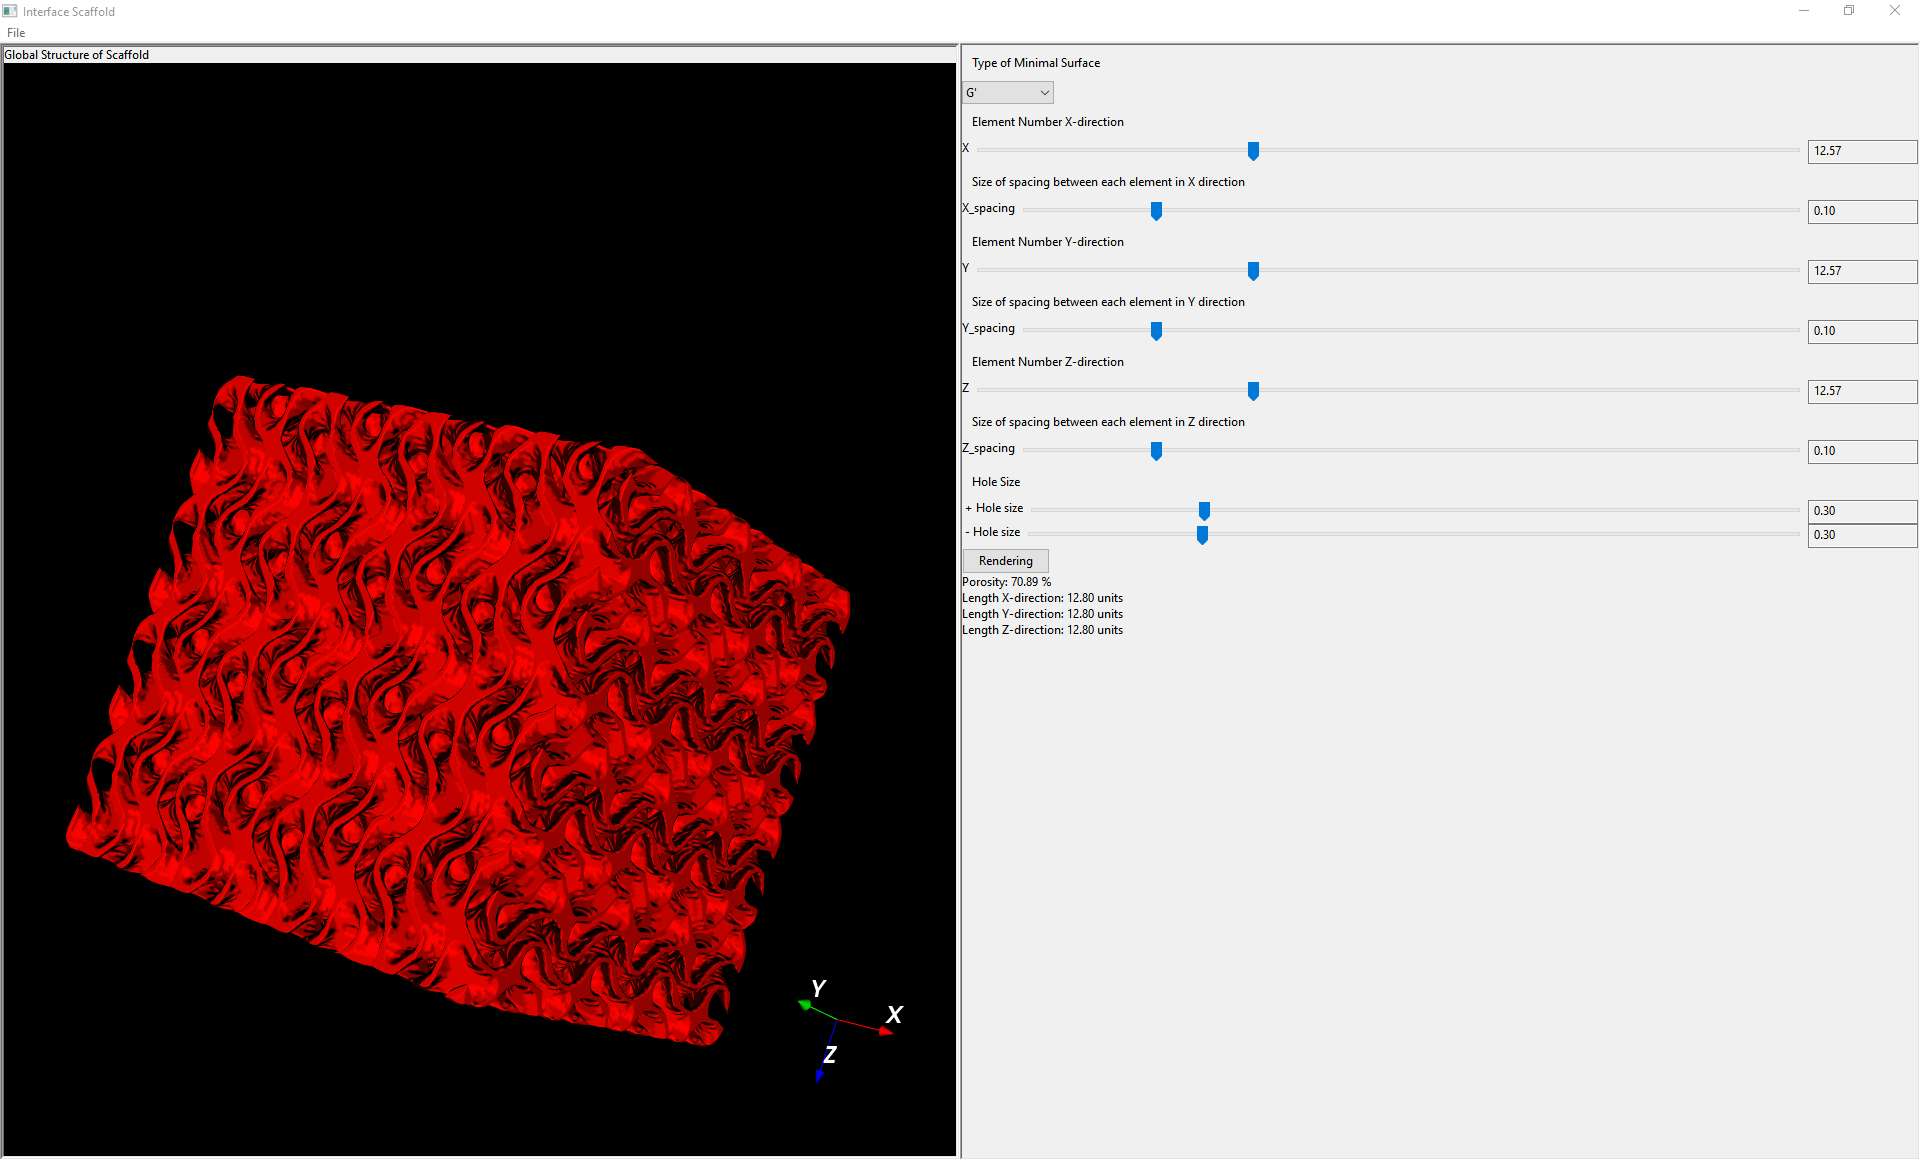 Interface Scaffold
File
Global Structure of Scaffold
Y
X
Z
Type of Minimal Surface
G'
Element Number X-direction
X 12.57
Size of spacing between each element in X direction
X_spacing 0.10
Element Number Y-direction
Y 12.57
Size of spacing between each element in Y direction
Y_spacing 0.10
Element Number Z-direction
Z 12.57
Size of spacing between each element in Z direction
Z_spacing 0.10
Hole Size
+ Hole size 0.30
- Hole size 0.30
Rendering
Porosity: 70.89 %
Length X-direction: 12.80 units
Length Y-direction: 12.80 units
Length Z-direction: 12.80 units